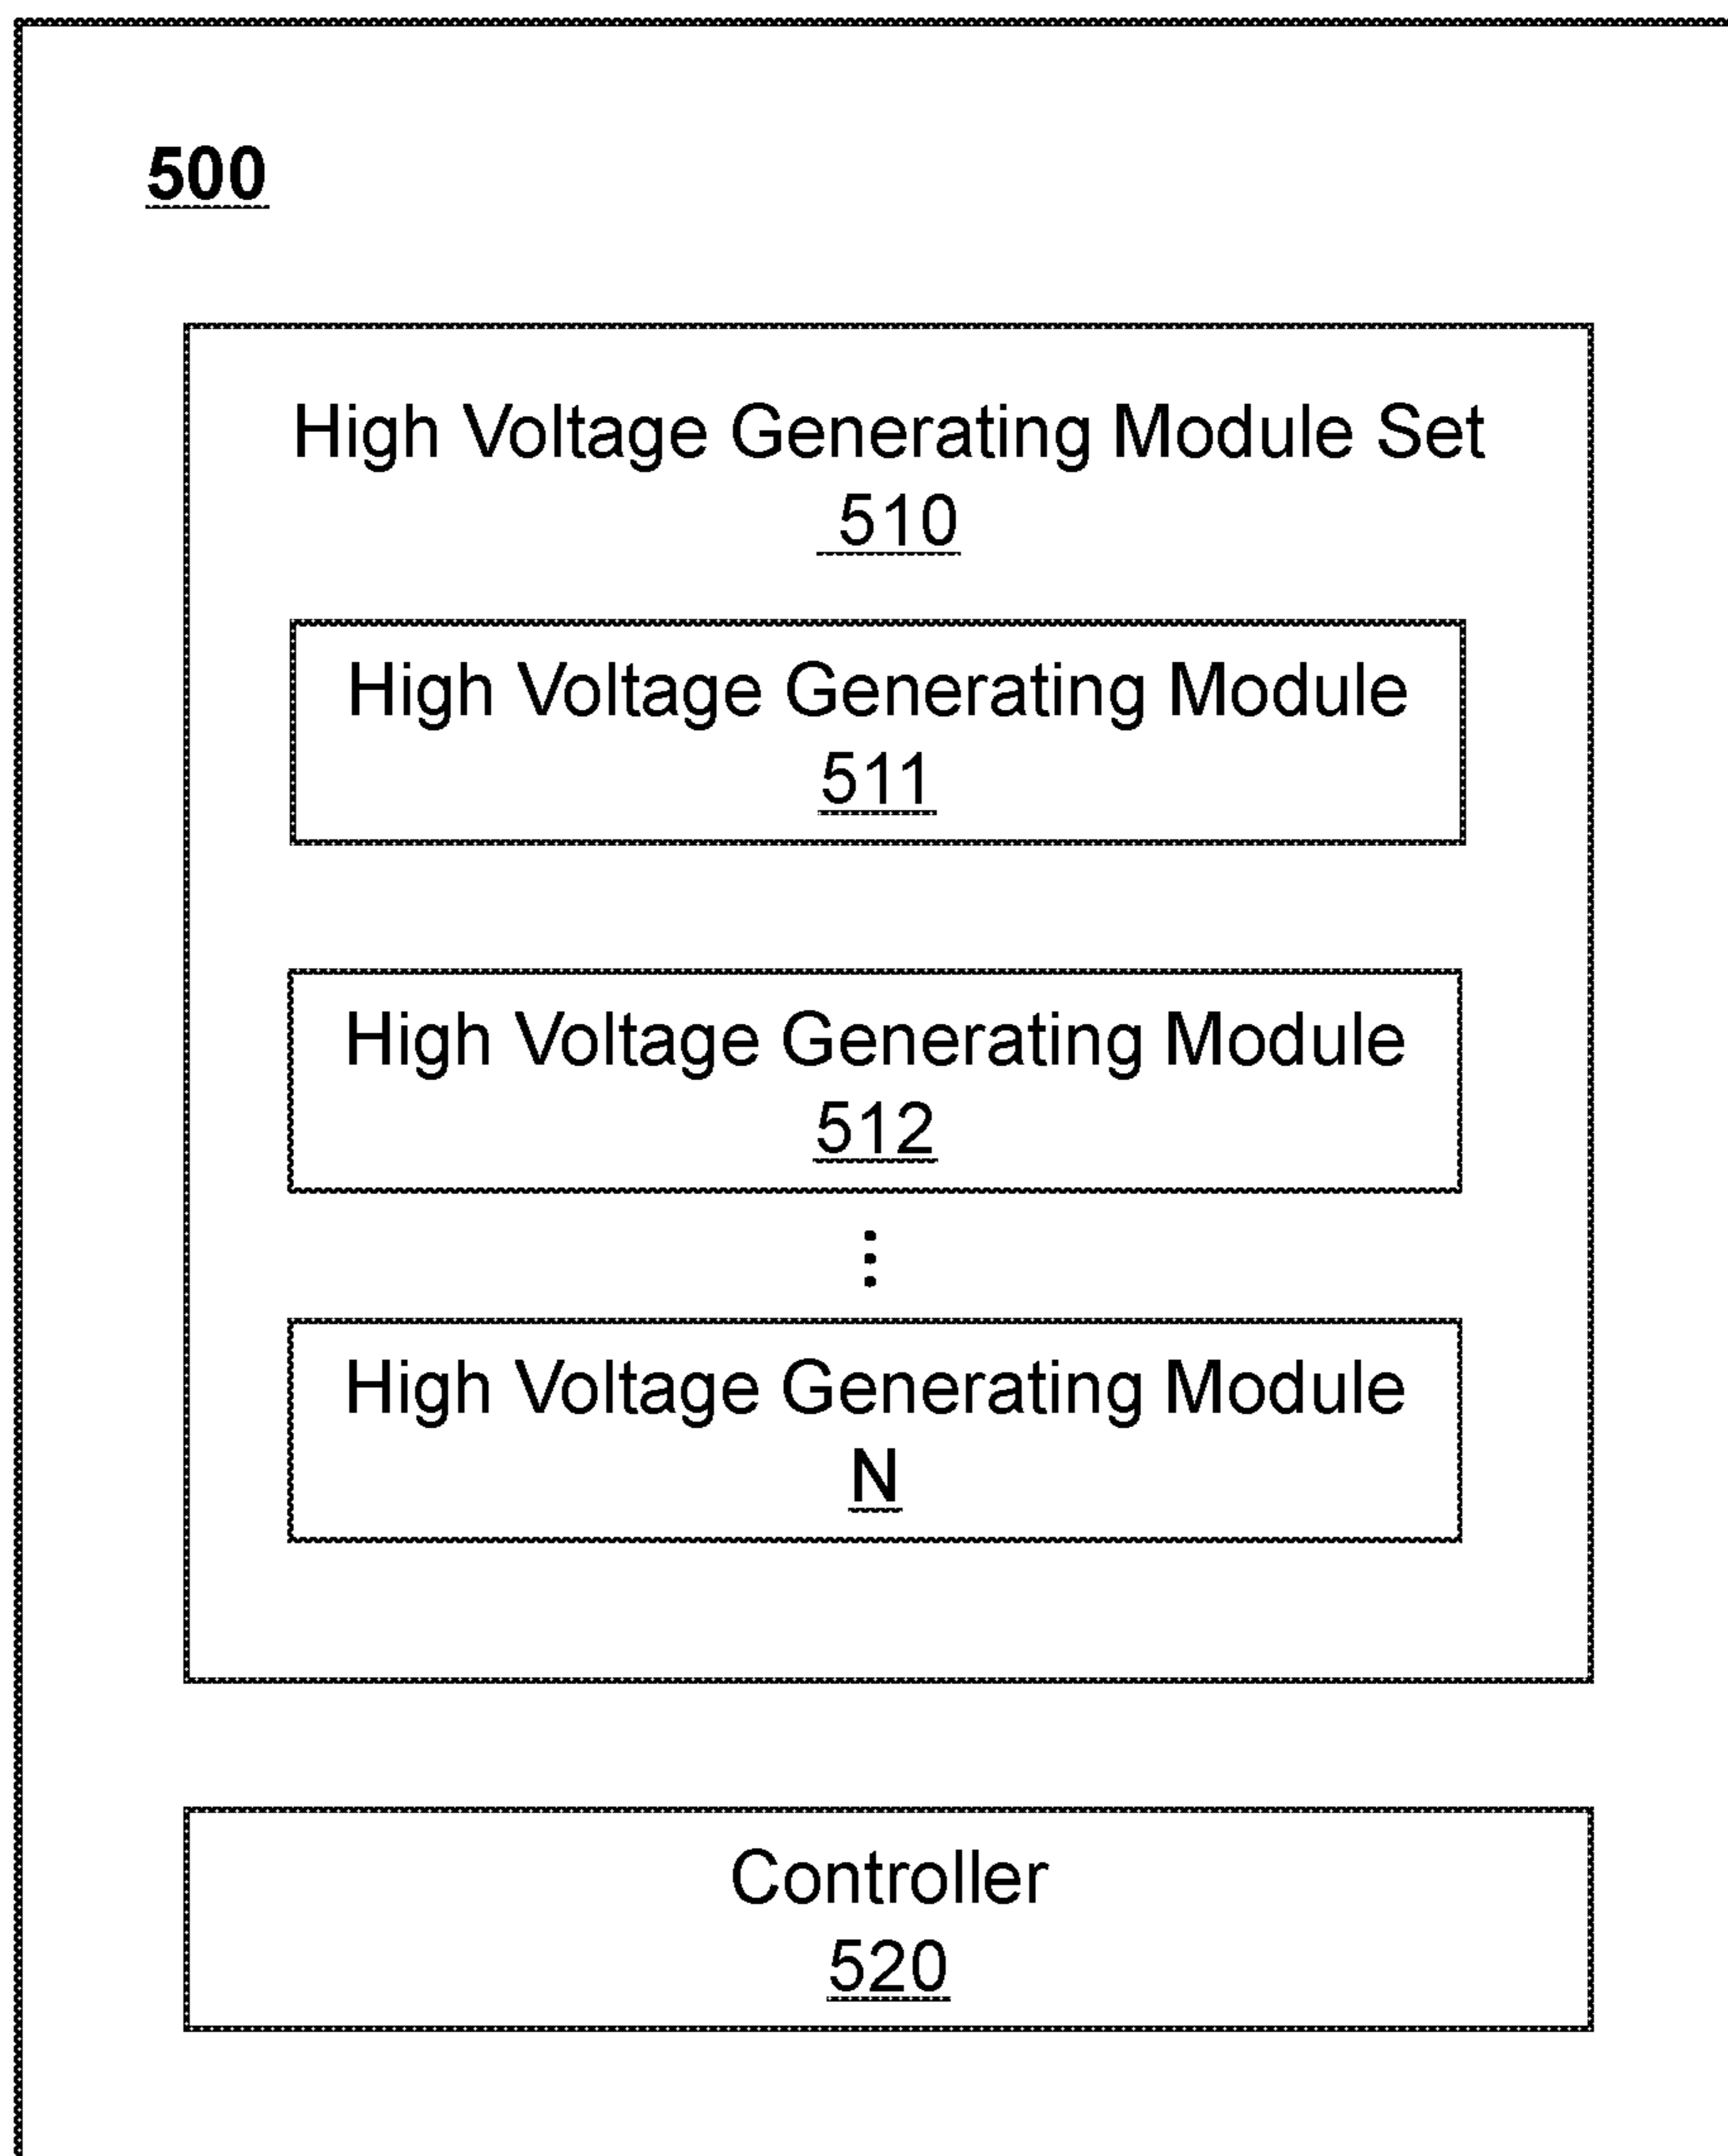 500
High Voltage Generating Module Set
510
High Voltage Generating Module
511
High Voltage Generating Module
512
⋮
High Voltage Generating Module
N
Controller
520